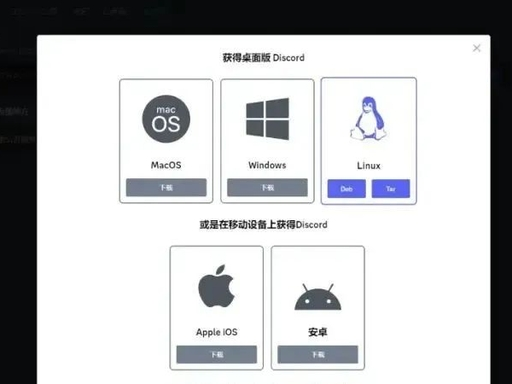 获得桌面版 Discord
mac
OS
MacOS
Windows
Linux
下载
下载
Deb
Tar
或是在移动设备上获得Discord
Apple iOS
安卓
下载
下载